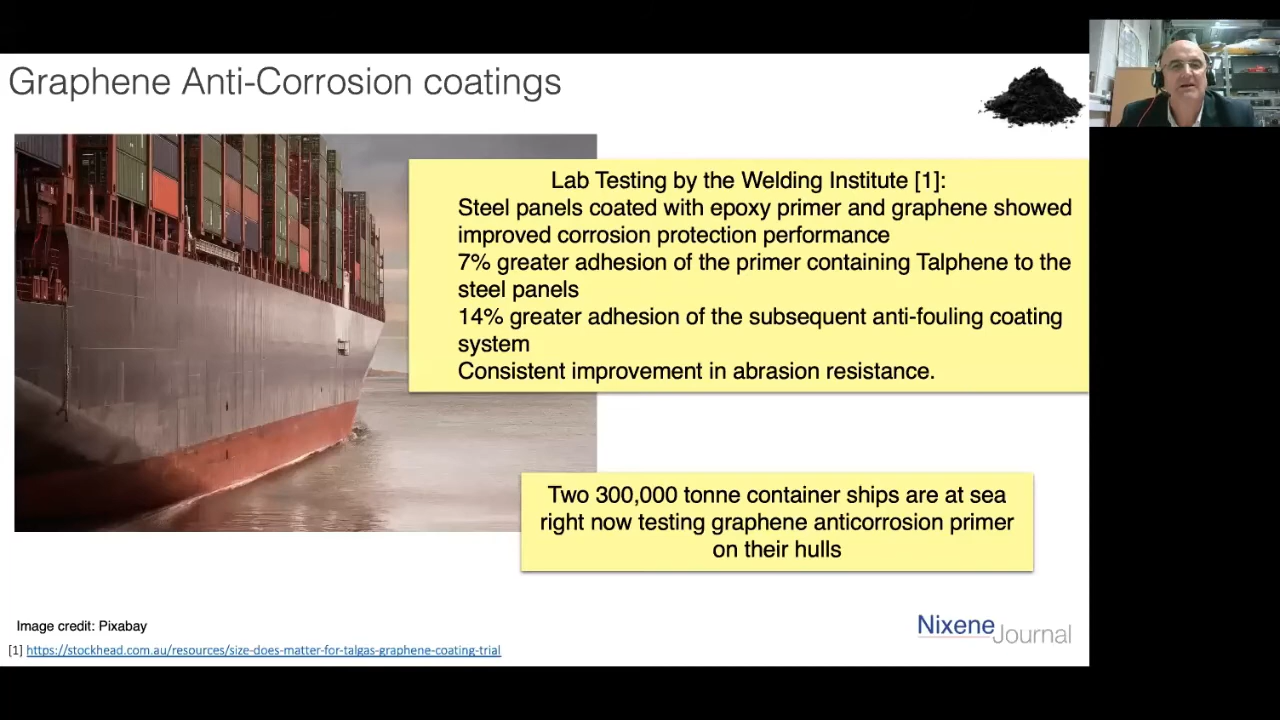 Graphene Anti-Corrosion coatings
Lab Testing by the Welding Institute [1]:
Steel panels coated with epoxy primer and graphene showed
improved corrosion protection performance
7% greater adhesion of the primer containing Talphene to the
steel panels
14% greater adhesion of the subsequent anti-fouling coating
system
Consistent improvement in abrasion resistance.
Two 300,000 tonne container ships are at sea
right now testing graphene anticorrosion primer
on their hulls
Image credit: Pixabay
[1] https://stockhead.com.au/resources/size-does-matter-for-talgas-graphene-coating-trial
Nixene Journal